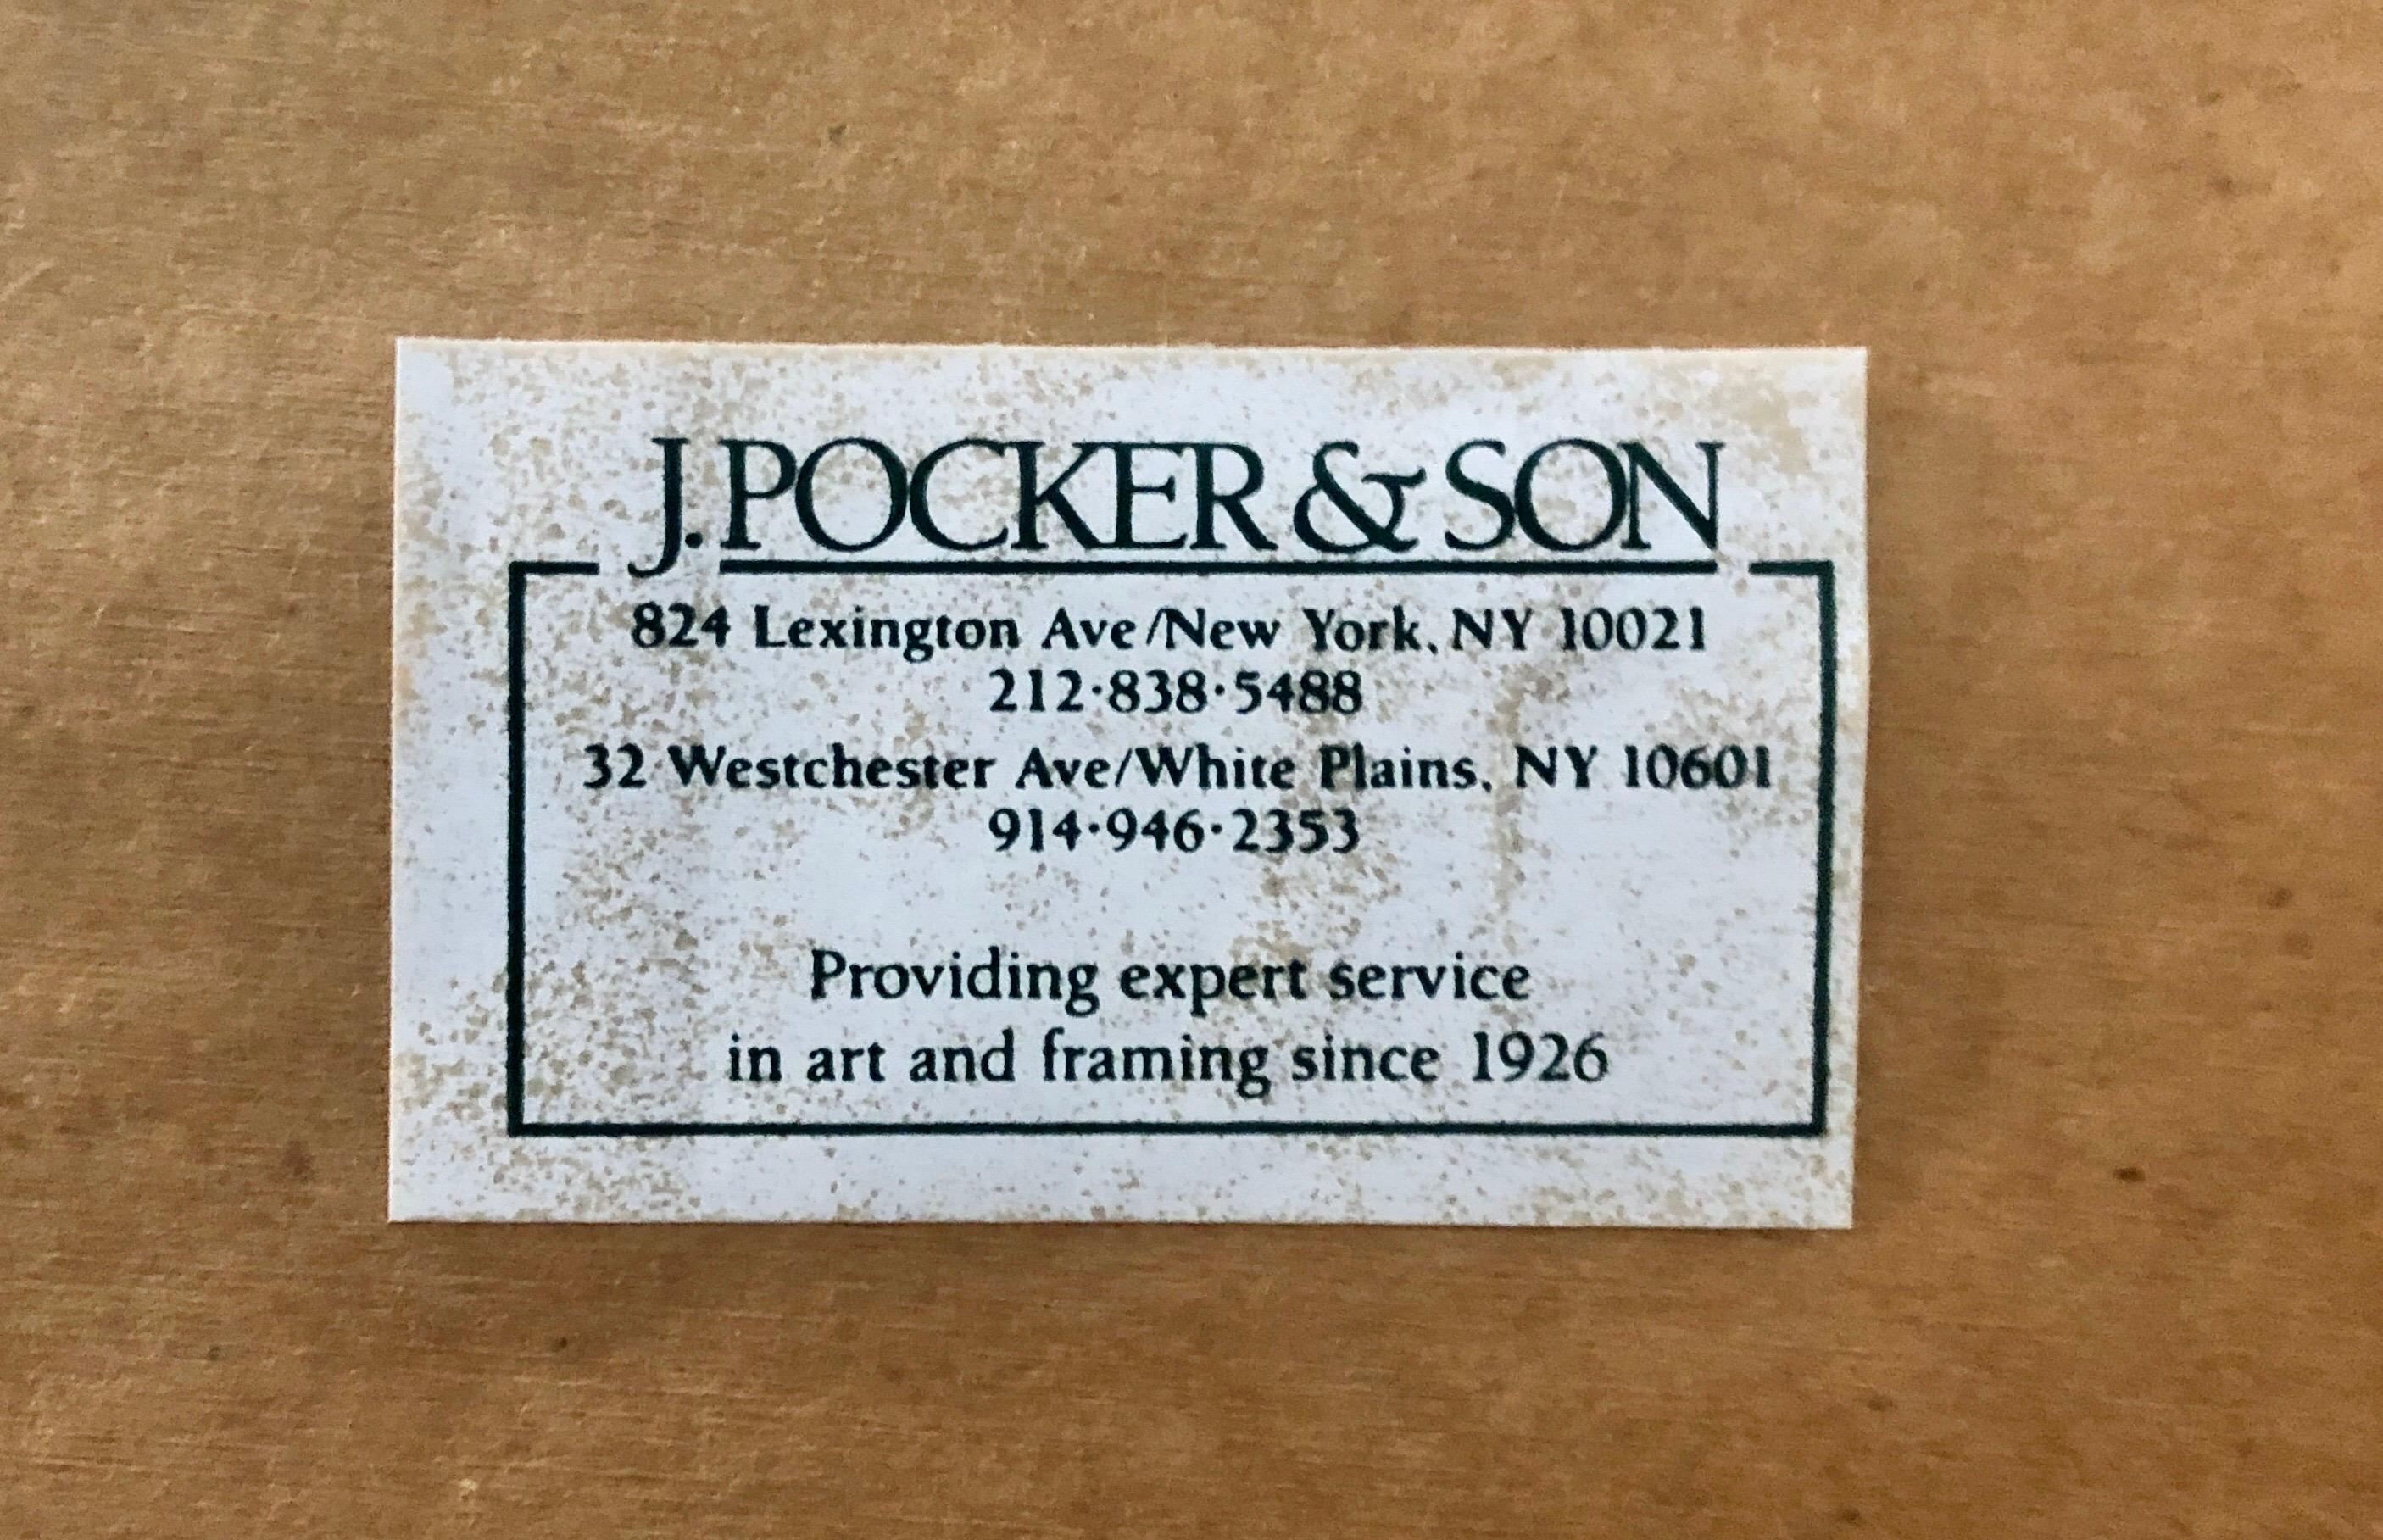 J. POCKER & SON
824 Lexington Ave/New York, NY 10021
212·838·5488
32 Westchester Ave/White Plains, NY 10601
914·946·2353
Providing expert service
in art and framing since 1926